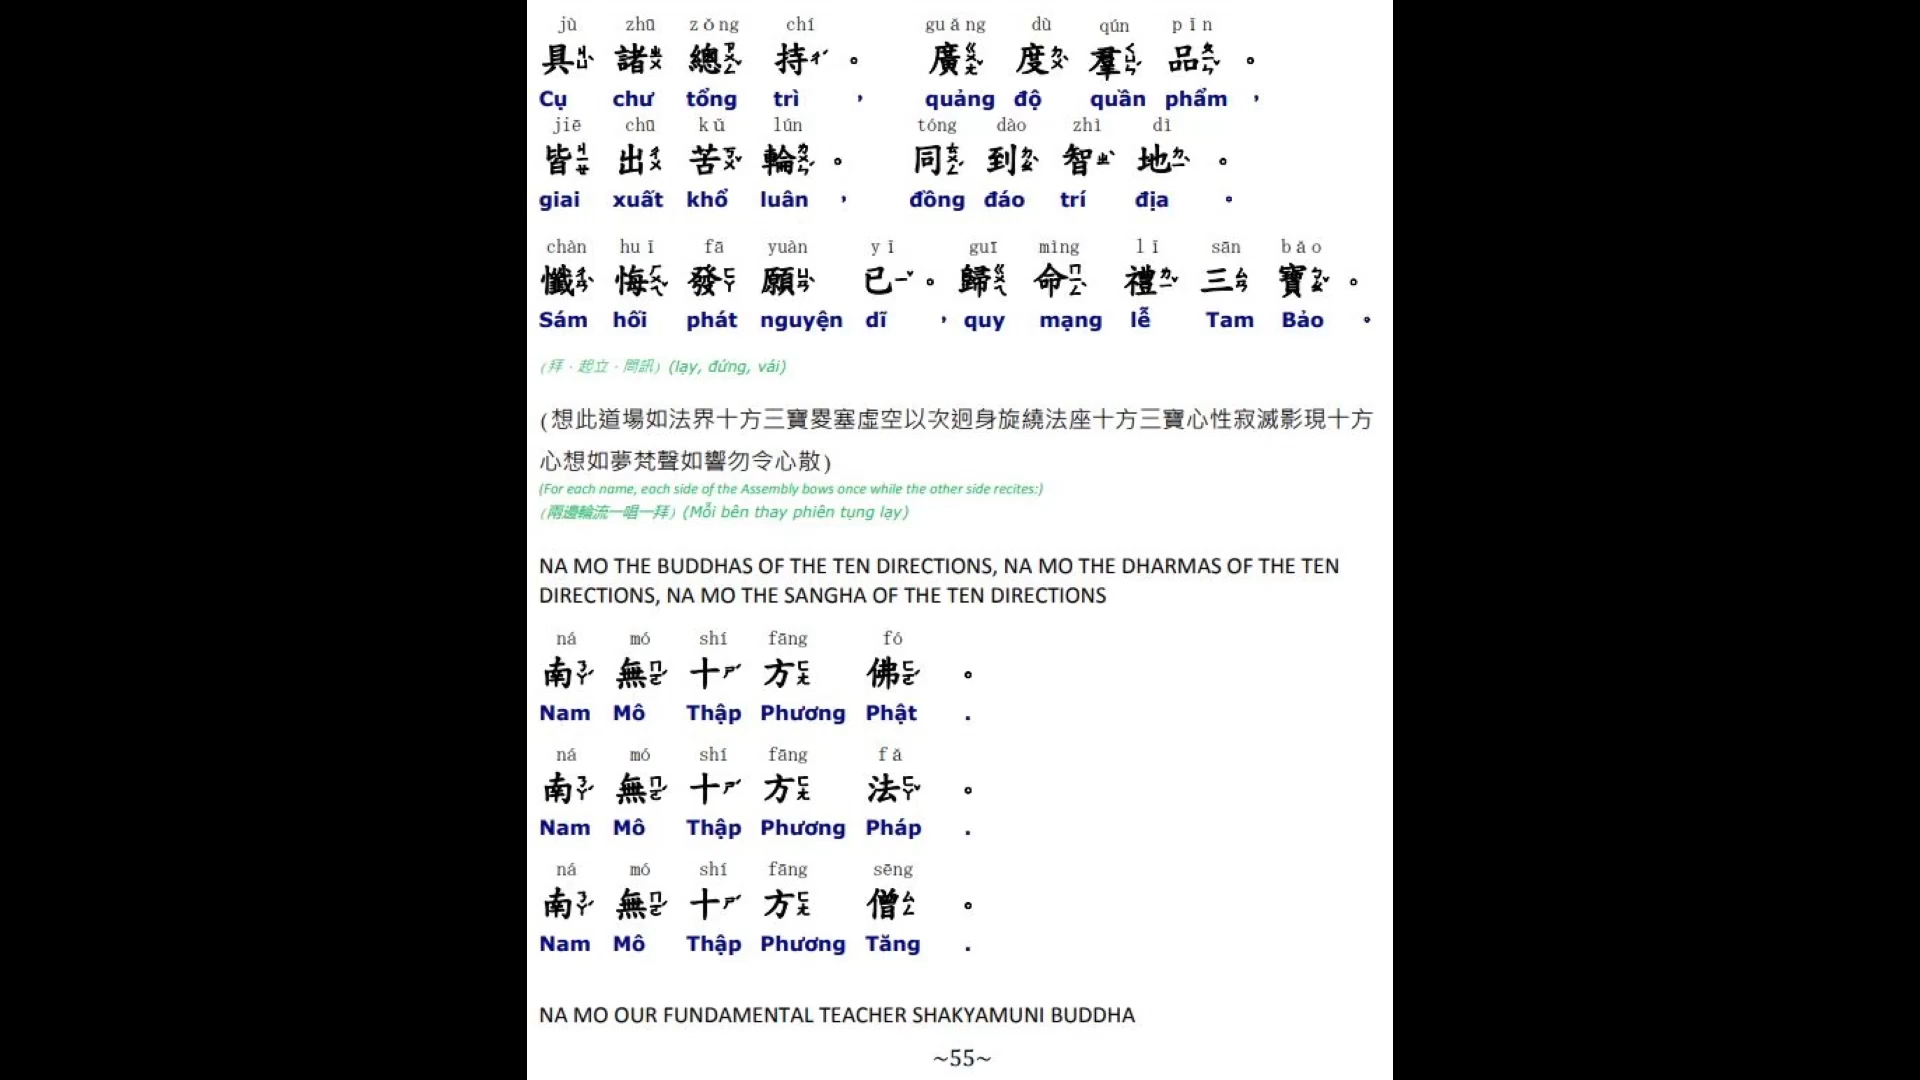 jù zhū zǒng chí guǎng dù qún pǐn
具諸總持。 廣度羣品。
Cụ chư tổng trì , quảng độ quần phẩm ,
jiē chū kǔ lún tóng dào zhì dì
皆出苦輪。 同到智地。
giai xuất khổ luân , đồng đáo trí địa 。
chàn huǐ fā yuàn yǐ guī mìng lǐ sān bǎo
懺悔發願已。歸命禮三寶。
Sám hối phát nguyện dĩ , quy mạng lễ Tam Bảo 。
(拜﹒起立﹒問訊) (lạy, đứng, vái)
(想此道場如法界十方三寶畟塞虛空以次迥身旋繞法座十方三寶心性寂滅影現十方
心想如夢梵聲如響勿令心散)
(For each name, each side of the Assembly bows once while the other side recites:)
(兩邊輪流一唱一拜) (Mỗi bên thay phiên tụng lạy)
NA MO THE BUDDHAS OF THE TEN DIRECTIONS, NA MO THE DHARMAS OF THE TEN
DIRECTIONS, NA MO THE SANGHA OF THE TEN DIRECTIONS
ná mó shí fāng fó
南無十方佛。
Nam Mô Thập Phương Phật .
ná mó shí fāng fǎ
南無十方法。
Nam Mô Thập Phương Pháp .
ná mó shí fāng sēng
南無十方僧。
Nam Mô Thập Phương Tăng .
NA MO OUR FUNDAMENTAL TEACHER SHAKYAMUNI BUDDHA
~55~